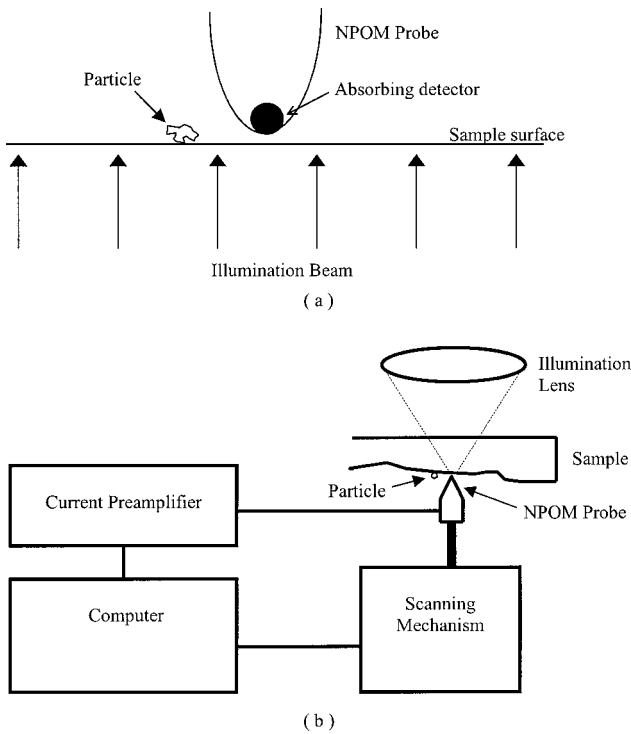 NPOM Probe
Particle
Absorbing detector
Sample surface
Illumination Beam
( a )
Illumination
Lens
Sample
Particle
NPOM Probe
Current Preamplifier
Computer
Scanning
Mechanism
( b )